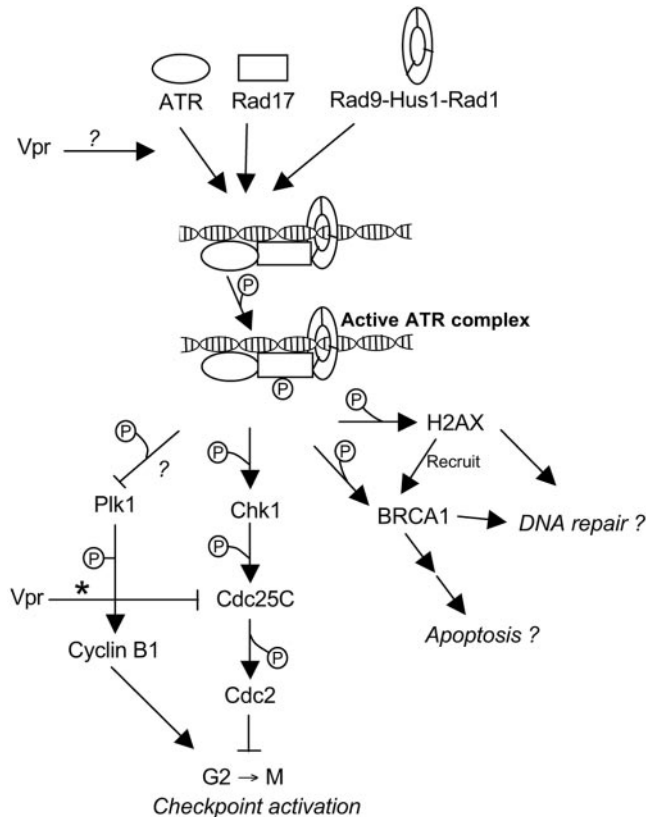 ATR Rad17 Rad9-Hus1-Rad1
Vpr ?
P
Active ATR complex
P
P P P H2AX
? P Recruit
Plk1 Chk1 BRCA1 DNA repair ?
P P
Vpr * Cdc25C
Cyclin B1 P Apoptosis ?
Cdc2
G2 → M
Checkpoint activation